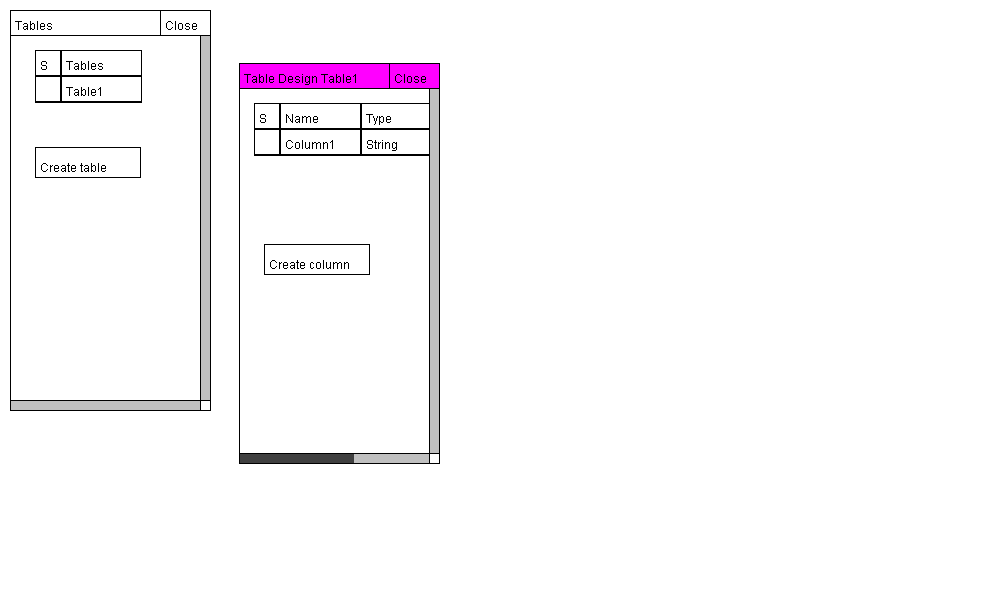 Tables Close
S Tables
Table1
Create table
Table Design Table1 Close
S Name Type
Column1 String
Create column